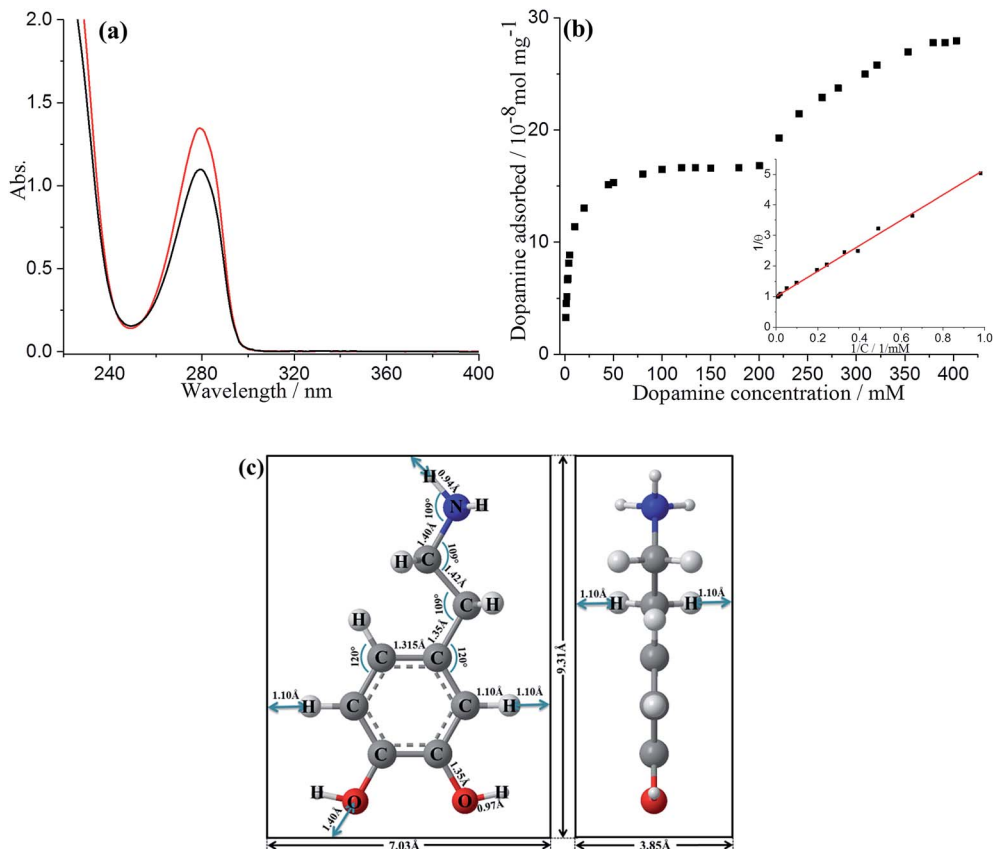 (a)
2.0
1.5
1.0
0.5
0.0
Abs.
240 280 320 360 400
Wavelength / nm
(b)
30
20
10
0
Dopamine adsorbed / 10⁻⁸mol mg⁻¹
0 50 100 150 200 250 300 350 400
Dopamine concentration / mM
5
4
3
2
1
0
1/θ
0.0 0.2 0.4 0.6 0.8 1.0
1/C / 1/mM
(c)
H
0.94Å
N
H
109°
1.40Å
H
C
109°
1.42Å
109°
C
H
H
1.35Å
1.315Å
120°
C
C
120°
1.10Å
H
1.10Å
H
1.10Å
C
C
1.35Å
H
O
O
H
1.40Å
0.97Å
7.03Å
9.31Å
1.10Å
H
H
1.10Å
3.85Å